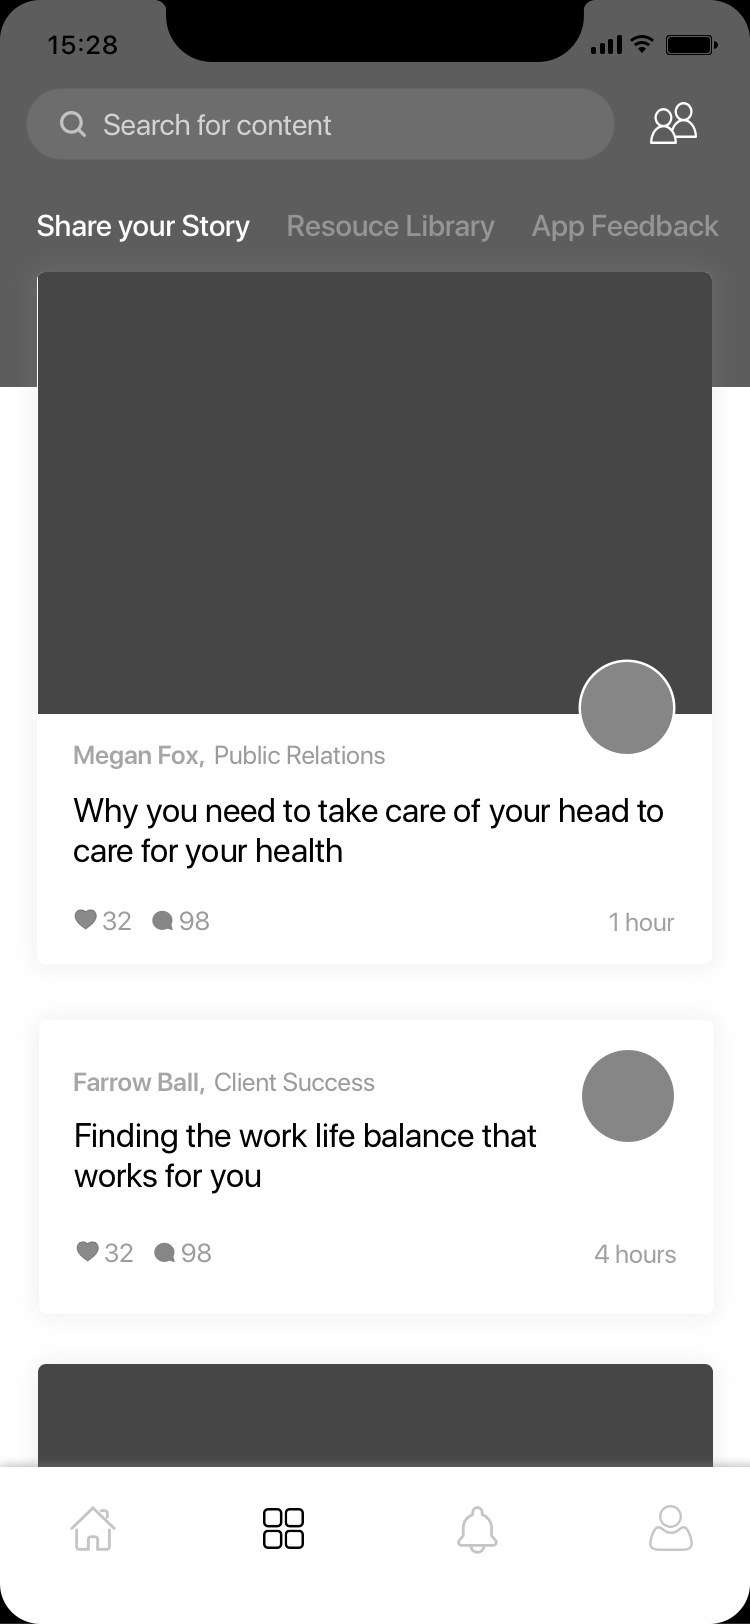 15:28
Search for content
Share your Story Resouce Library App Feedback
Megan Fox, Public Relations
Why you need to take care of your head to
care for your health
32 98 1 hour
Farrow Ball, Client Success
Finding the work life balance that
works for you
32 98 4 hours